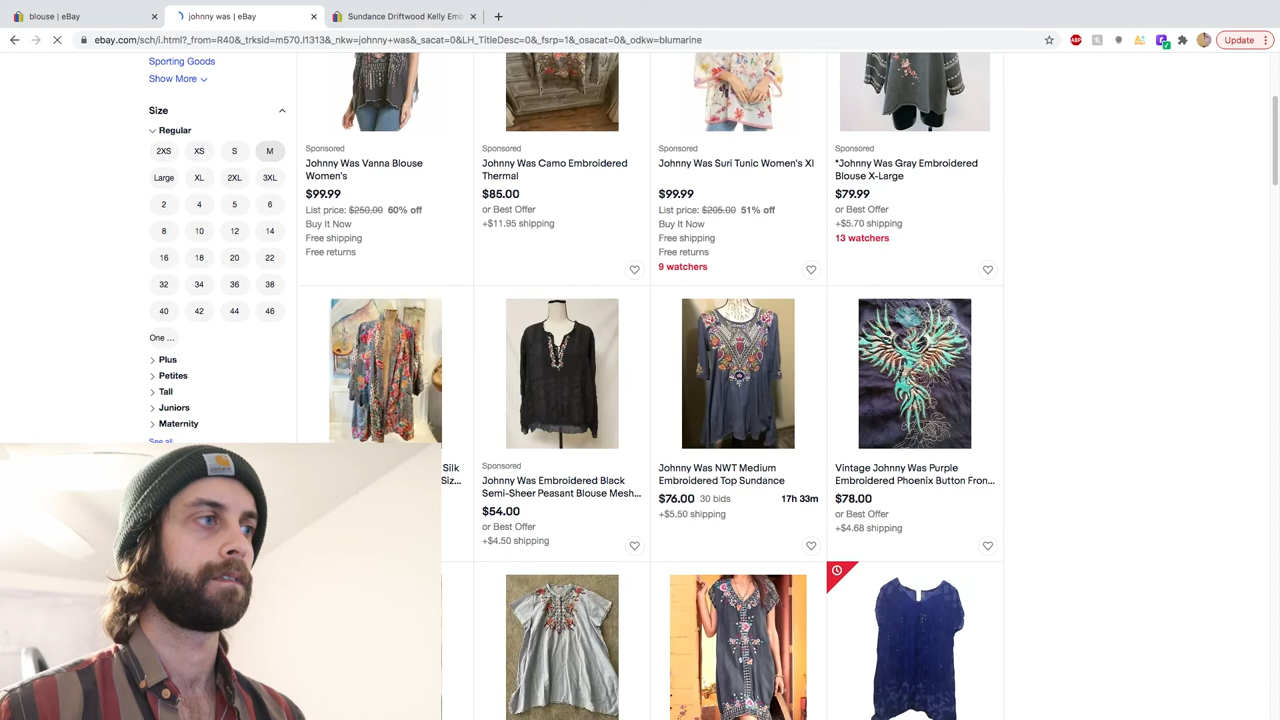 blouse | eBay
johnny was | eBay
Sundance Driftwood Kelly Emb
ebay.com/sch/i.html?_from=R40&_trksid=m570.l1313&_nkw=johnny+was&_sacat=0&LH_TitleDesc=0&_fsrp=1&_osacat=0&_odkw=blumarine
ABP
Update
Sporting Goods
Show More
Size
Regular
2XS XS S M
Large XL 2XL 3XL
2 4 5 6
8 10 12 14
16 18 20 22
32 34 36 38
40 42 44 46
One ...
Plus
Petites
Tall
Juniors
Maternity
See all
Sponsored
Johnny Was Vanna Blouse
Women's
$99.99
List price: $250.00 60% off
Buy It Now
Free shipping
Free returns
Sponsored
Johnny Was Camo Embroidered
Thermal
$85.00
or Best Offer
+$11.95 shipping
Sponsored
Johnny Was Suri Tunic Women's Xl
$99.99
List price: $205.00 51% off
Buy It Now
Free shipping
Free returns
9 watchers
Sponsored
*Johnny Was Gray Embroidered
Blouse X-Large
$79.99
or Best Offer
+$5.70 shipping
13 watchers
Silk
Siz...
Sponsored
Johnny Was Embroidered Black
Semi-Sheer Peasant Blouse Mesh...
$54.00
or Best Offer
+$4.50 shipping
Johnny Was NWT Medium
Embroidered Top Sundance
$76.00 30 bids 17h 33m
+$5.50 shipping
Vintage Johnny Was Purple
Embroidered Phoenix Button Fron...
$78.00
or Best Offer
+$4.68 shipping